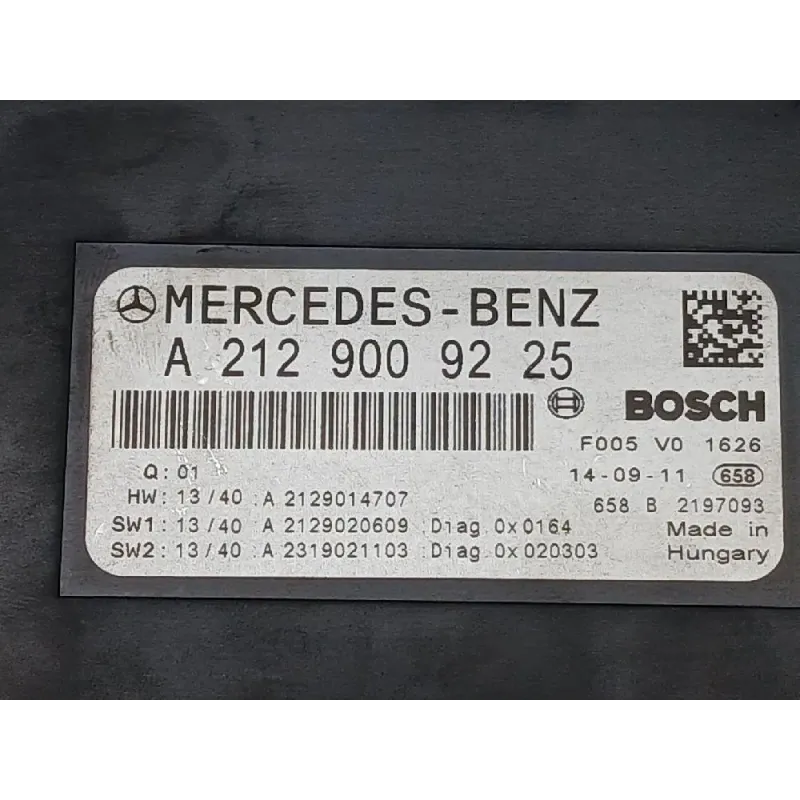 MERCEDES-BENZ
A 212 900 92 25
BOSCH
F005 V0 1626
Q: 01
14-09-11 658
HW: 13/40 :A 2129014707
658 B 2197093
SW1: 13/40 :A 2129020609 :Diag.0x0164
Made in
SW2: 13/40 :A 2319021103 :Diag.0x020303
Hungary